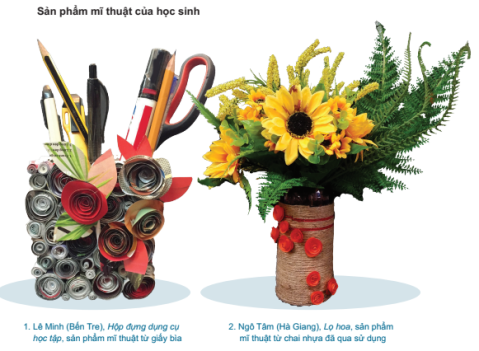 Sản phẩm mĩ thuật của học sinh
1. Lê Minh (Bến Tre), Hộp đựng dụng cụ
học tập, sản phẩm mĩ thuật từ giấy bìa
2. Ngô Tâm (Hà Giang), Lọ hoa, sản phẩm
mĩ thuật từ chai nhựa đã qua sử dụng